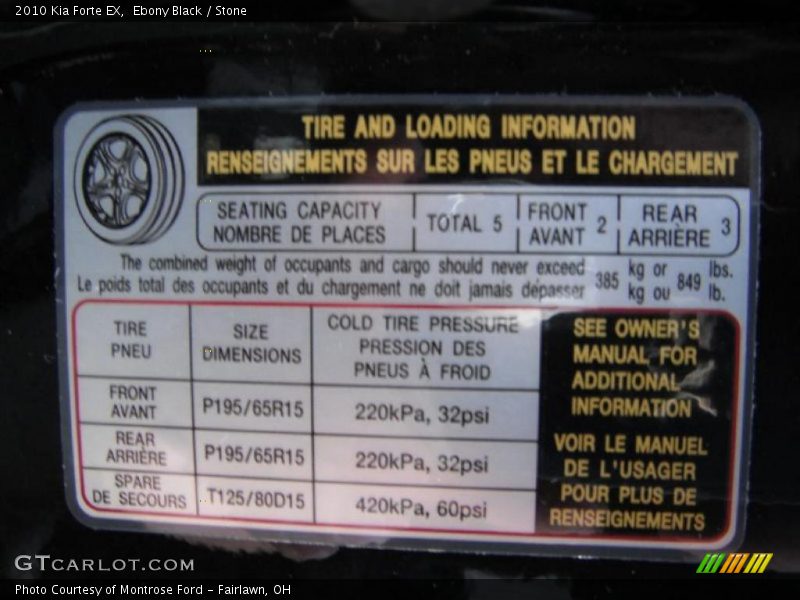 2010 Kia Forte EX,  Ebony Black / Stone
TIRE AND LOADING INFORMATION
RENSEIGNEMENTS SUR LES PNEUS ET LE CHARGEMENT
SEATING CAPACITY
NOMBRE DE PLACES
TOTAL 5
FRONT
AVANT 2
REAR
ARRIÈRE 3
The combined weight of occupants and cargo should never exceed 385 kg or 849 lbs.
Le poids total des occupants et du chargement ne doit jamais dépasser kg ou lb.
TIRE
PNEU
SIZE
DIMENSIONS
COLD TIRE PRESSURE
PRESSION DES
PNEUS À FROID
FRONT
AVANT
P195/65R15
220kPa, 32psi
REAR
ARRIÈRE
P195/65R15
220kPa, 32psi
SPARE
DE SECOURS
T125/80D15
420kPa, 60psi
SEE OWNER'S
MANUAL FOR
ADDITIONAL
INFORMATION
VOIR LE MANUEL
DE L'USAGER
POUR PLUS DE
RENSEIGNEMENTS
GTCARLOT.COM
Photo Courtesy of Montrose Ford – Fairlawn, OH